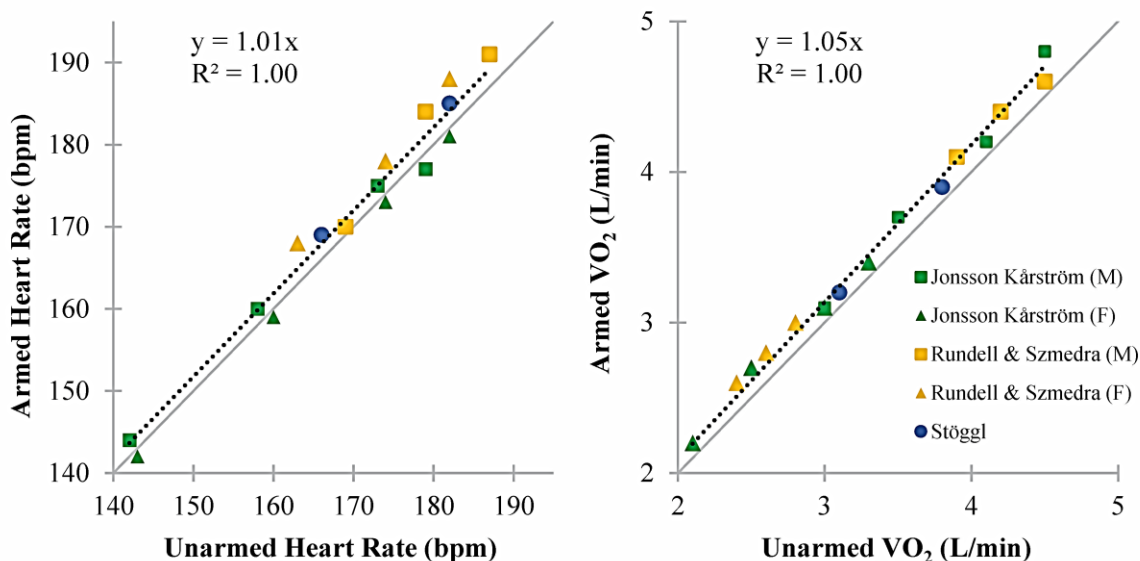 y = 1.01x
R² = 1.00
Armed Heart Rate (bpm)
190
180
170
160
150
140
140 150 160 170 180 190
Unarmed Heart Rate (bpm)
y = 1.05x
R² = 1.00
Armed VO₂ (L/min)
5
4
3
2
2 3 4 5
Unarmed VO₂ (L/min)
Jonsson Kårström (M)
Jonsson Kårström (F)
Rundell & Szmedra (M)
Rundell & Szmedra (F)
Stöggl